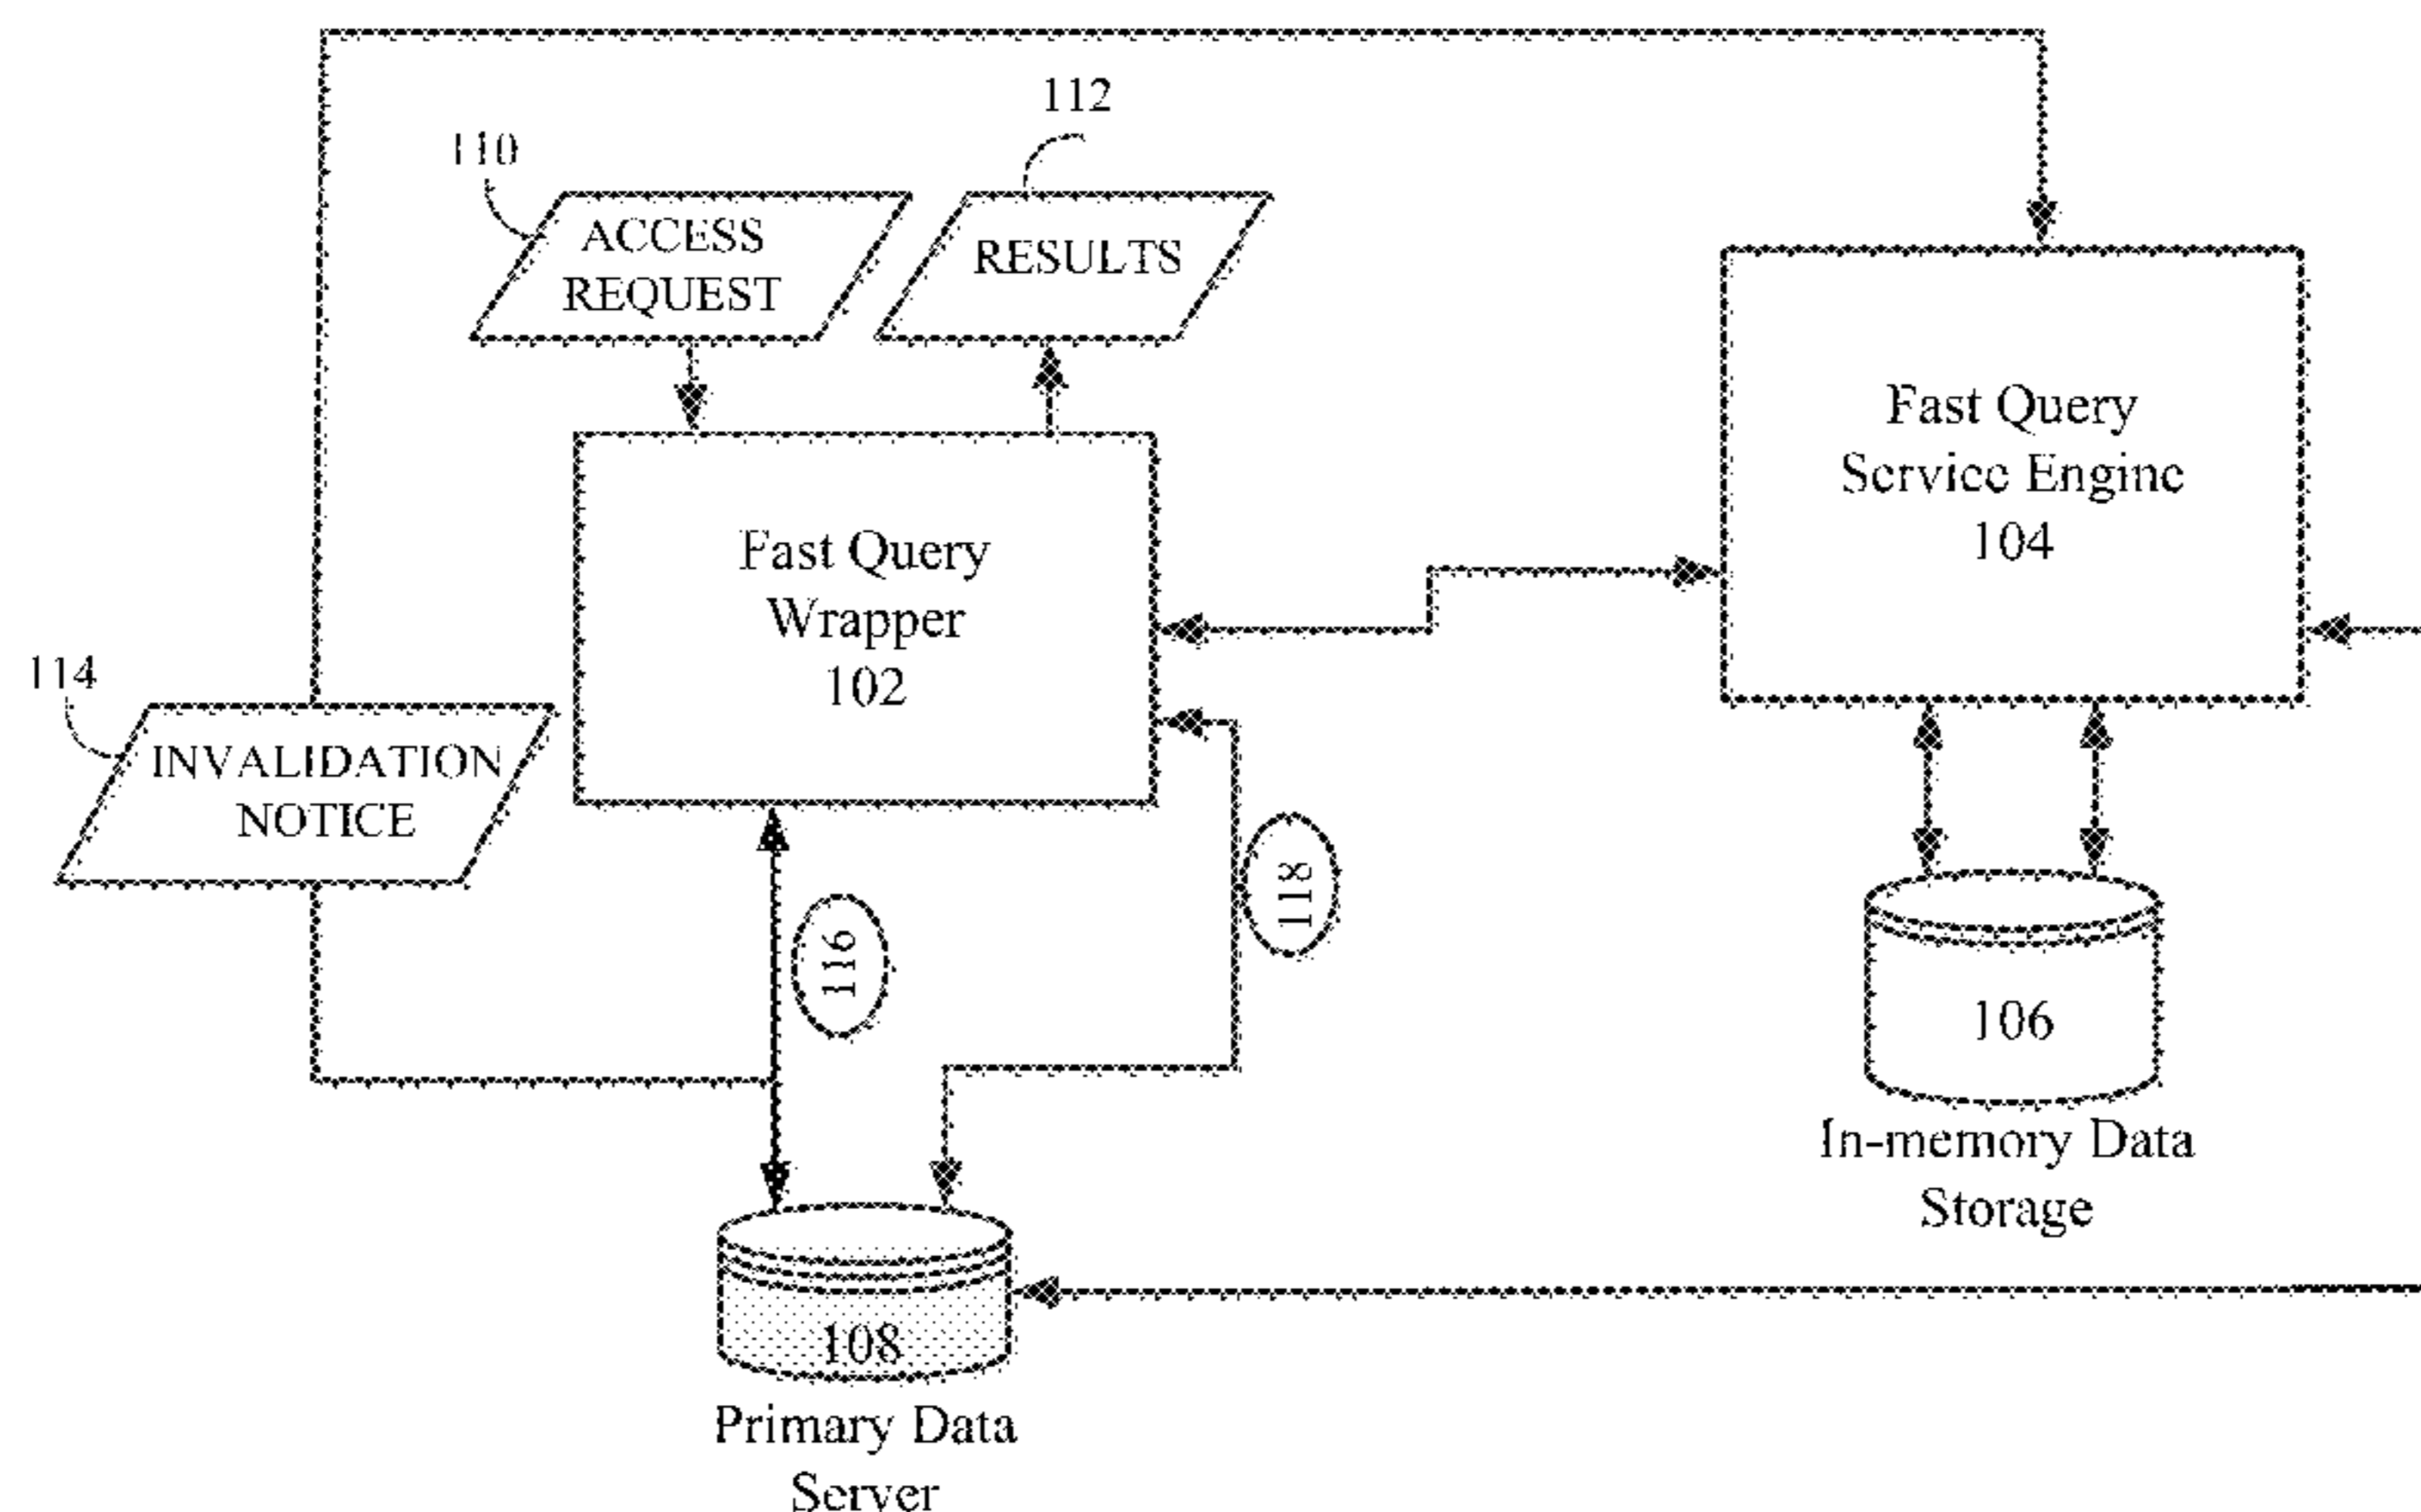 112
110
ACCESS
REQUEST
RESULTS
Fast Query
Service Engine
104
Fast Query
Wrapper
102
114
INVALIDATION
NOTICE
118
116
106
In-memory Data
Storage
108
Primary Data
Server